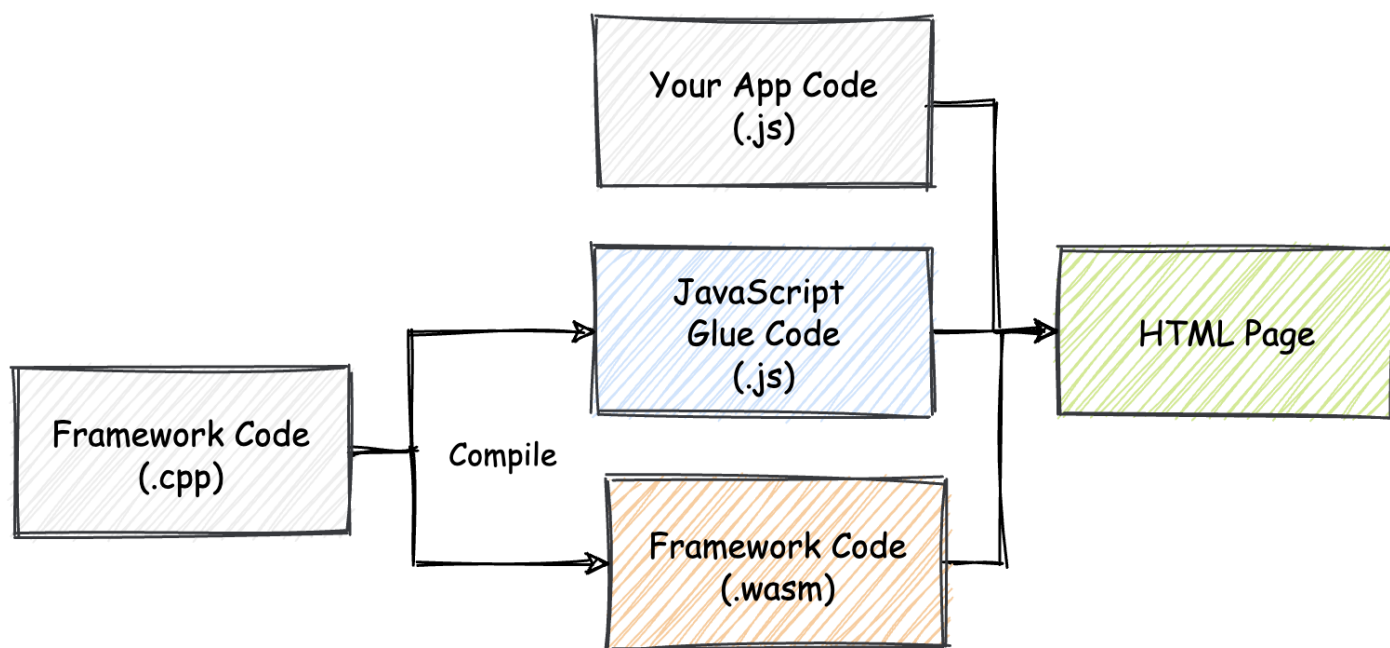 Your App Code
(.js)
JavaScript
Glue Code
(.js)
HTML Page
Framework Code
(.cpp)
Compile
Framework Code
(.wasm)